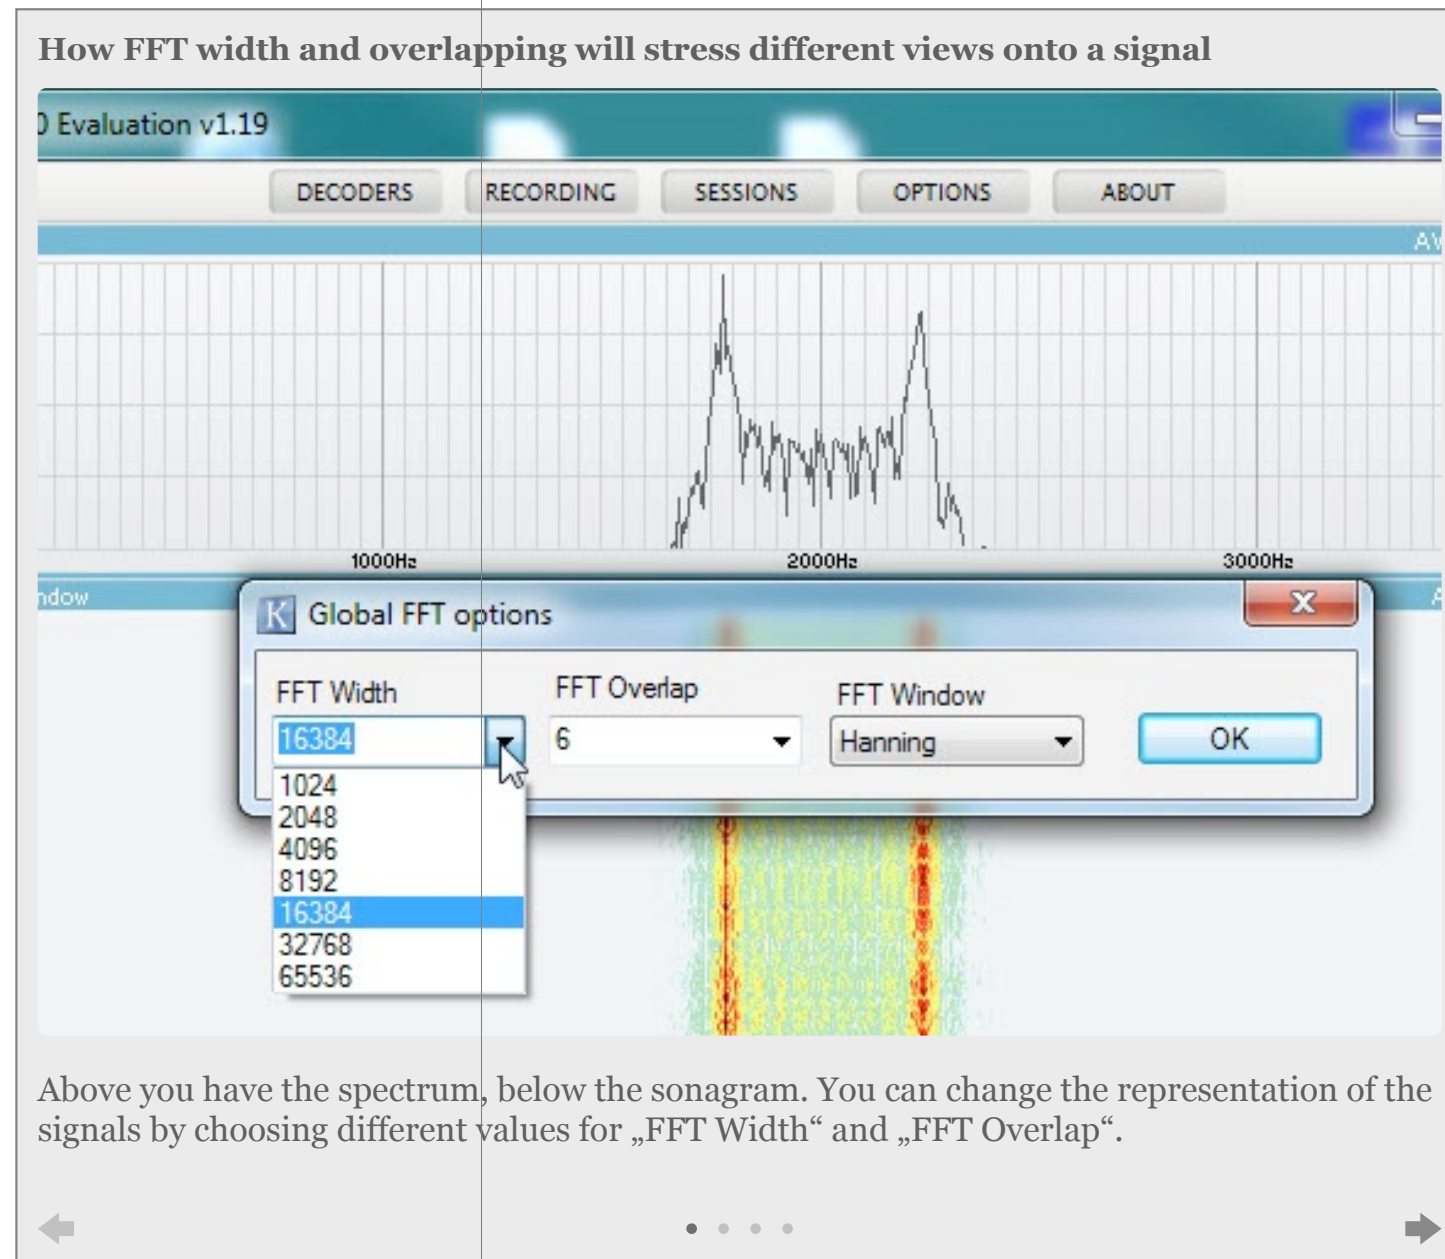 How FFT width and overlapping will stress different views onto a signal
0 Evaluation v1.19
DECODERS RECORDING SESSIONS OPTIONS ABOUT
1000Hz 2000Hz 3000Hz
K Global FFT options
FFT Width FFT Overlap FFT Window
16384 6 Hanning OK
1024
2048
4096
8192
16384
32768
65536
Above you have the spectrum, below the sonagram. You can change the representation of the
signals by choosing different values for „FFT Width“ and „FFT Overlap“.